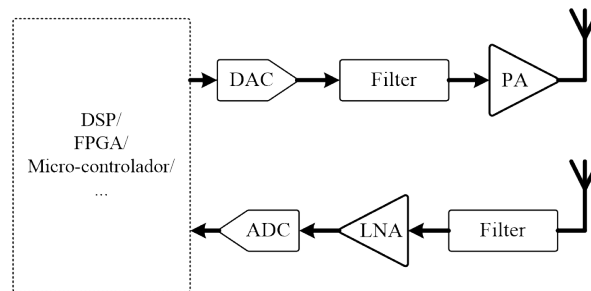 DSP/
FPGA/
Micro-controlador/
...
DAC
Filter
PA
ADC
LNA
Filter